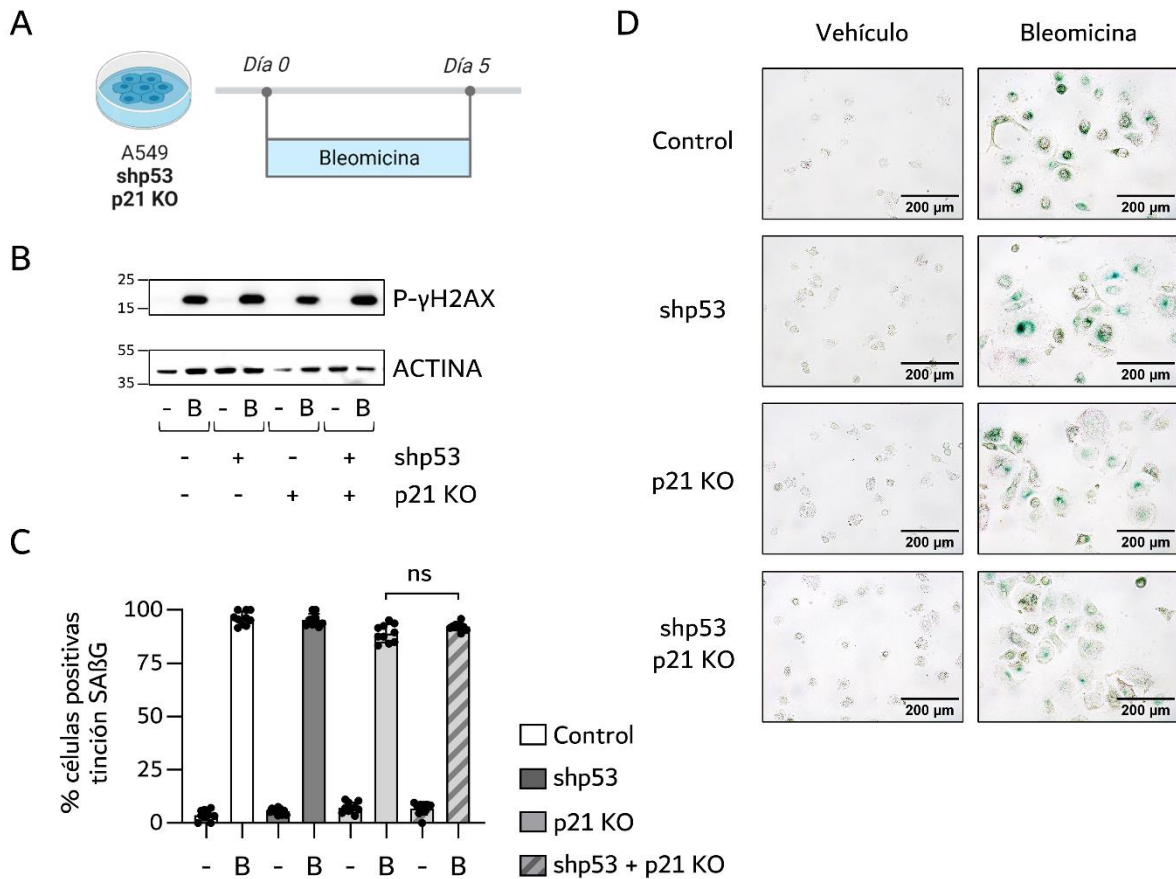 A
Día 0
Día 5
Bleomicina
A549
shp53
p21 KO
B
25
15
P-γH2AX
55
35
ACTINA
- B - B - B - B
- + - + shp53
- - + + p21 KO
C
ns
% células positivas
tinción SAßG
100
75
50
25
0
- B - B - B - B
Control
shp53
p21 KO
shp53 + p21 KO
D
Vehículo Bleomicina
Control
200 µm 200 µm
shp53
200 µm 200 µm
p21 KO
200 µm 200 µm
shp53
p21 KO
200 µm 200 µm